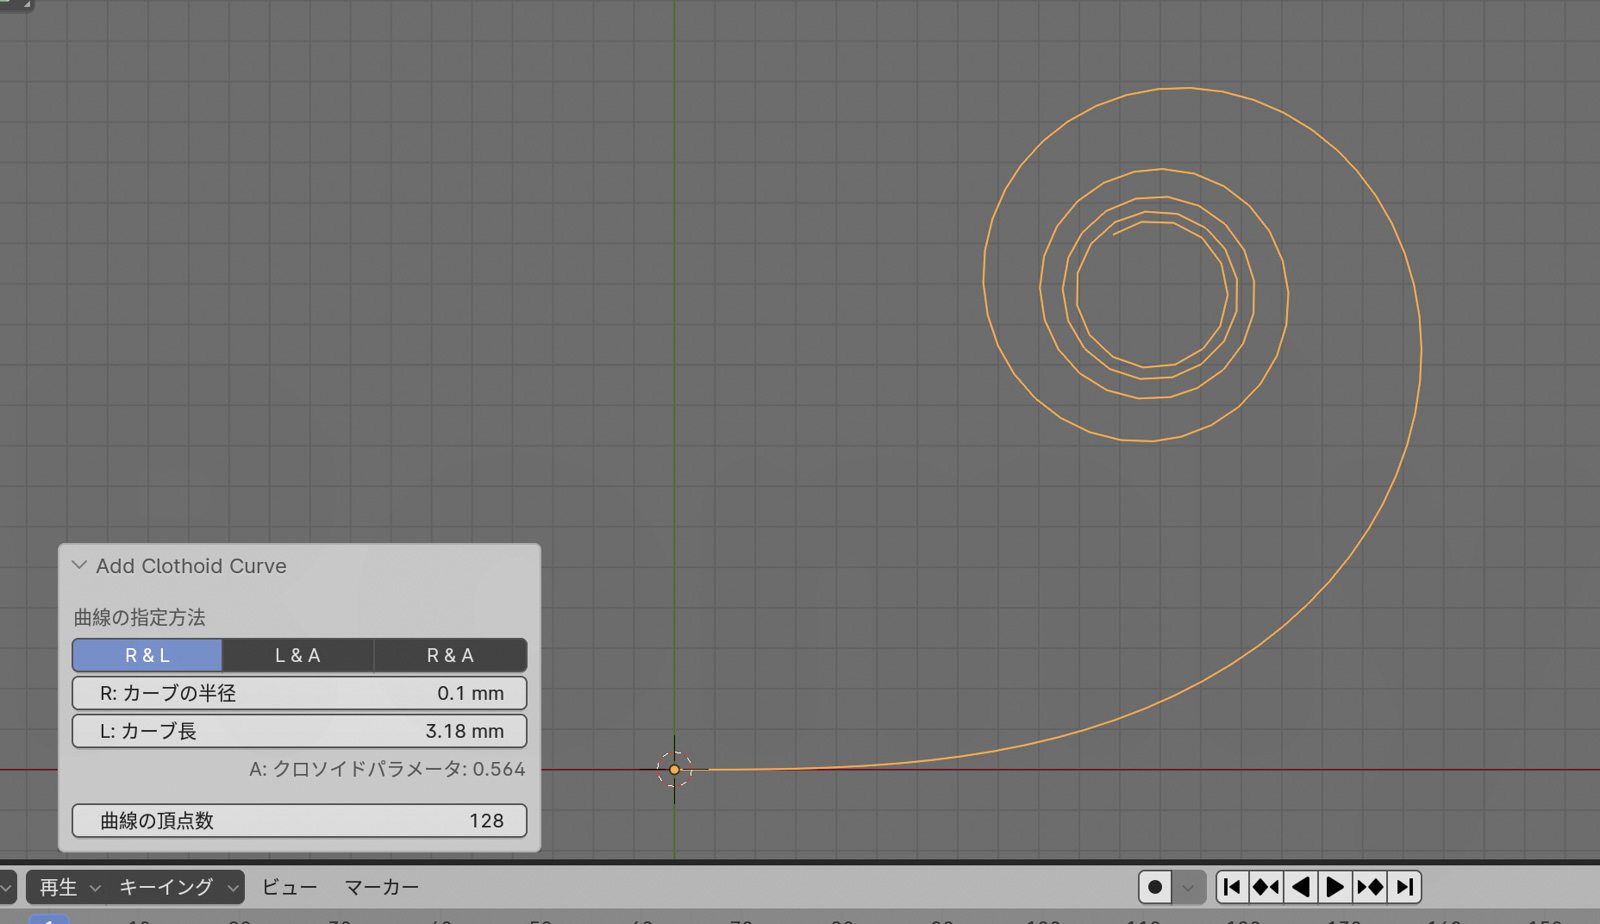 Add Clothoid Curve
曲線の指定方法
R & L L & A R & A
R: カーブの半径 0.1 mm
L: カーブ長 3.18 mm
A: クロソイドパラメータ: 0.564
曲線の頂点数 128
再生 キーイング ビュー マーカー